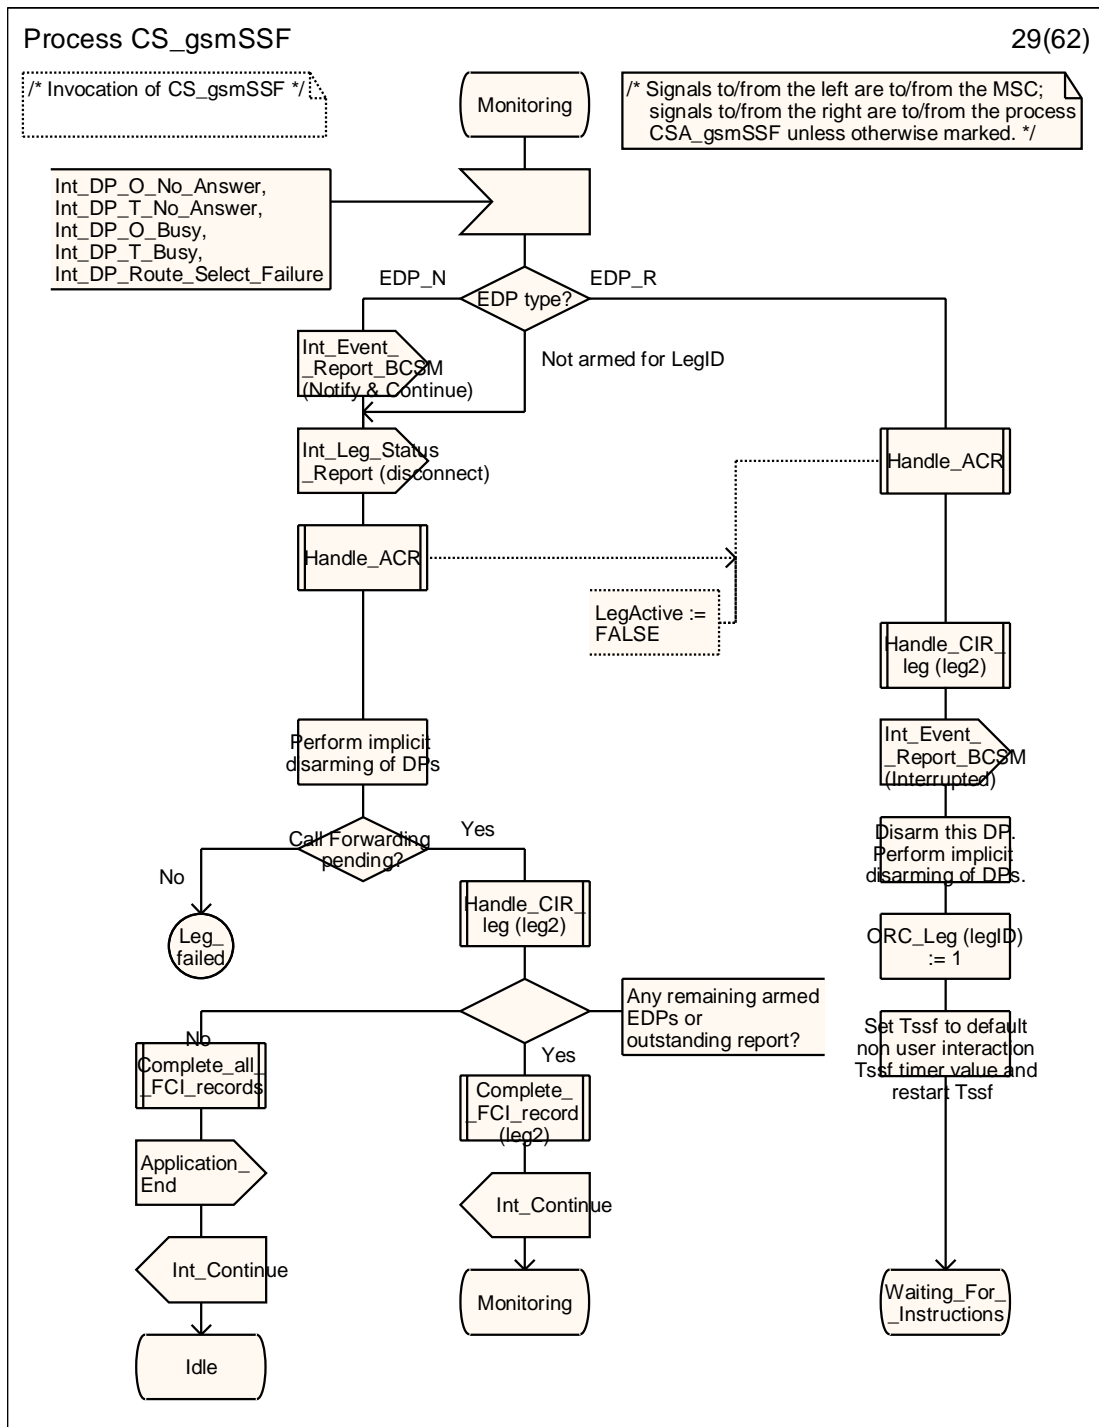 Process CS_gsmSSF
29(62)
/* Invocation of CS_gsmSSF */
Monitoring
/* Signals to/from the left are to/from the MSC;
signals to/from the right are to/from the process
CSA_gsmSSF unless otherwise marked. */
Int_DP_O_No_Answer,
Int_DP_T_No_Answer,
Int_DP_O_Busy,
Int_DP_T_Busy,
Int_DP_Route_Select_Failure
EDP_N
EDP type?
EDP_R
Int_Event_
_Report_BCSM
(Notify & Continue)
Not armed for LegID
Int_Leg_Status
_Report (disconnect)
Handle_ACR
Handle_ACR
LegActive :=
FALSE
Handle_CIR_
leg (leg2)
Int_Event_
_Report_BCSM
(Interrupted)
Perform implicit
disarming of DPs
Call Forwarding
pending?
Yes
No
Disarm this DP.
Perform implicit
disarming of DPs.
Handle_CIR_
leg (leg2)
Leg_
failed
ORC_Leg (legID)
:= 1
Any remaining armed
EDPs or
outstanding report?
No
Yes
Set Tssf to default
non user interaction
Tssf timer value and
restart Tssf
Complete_all_
_FCI_records
Complete_
_FCI_record
(leg2)
Application_
End
Int_Continue
Int_Continue
Monitoring
Waiting_For_
_Instructions
Idle